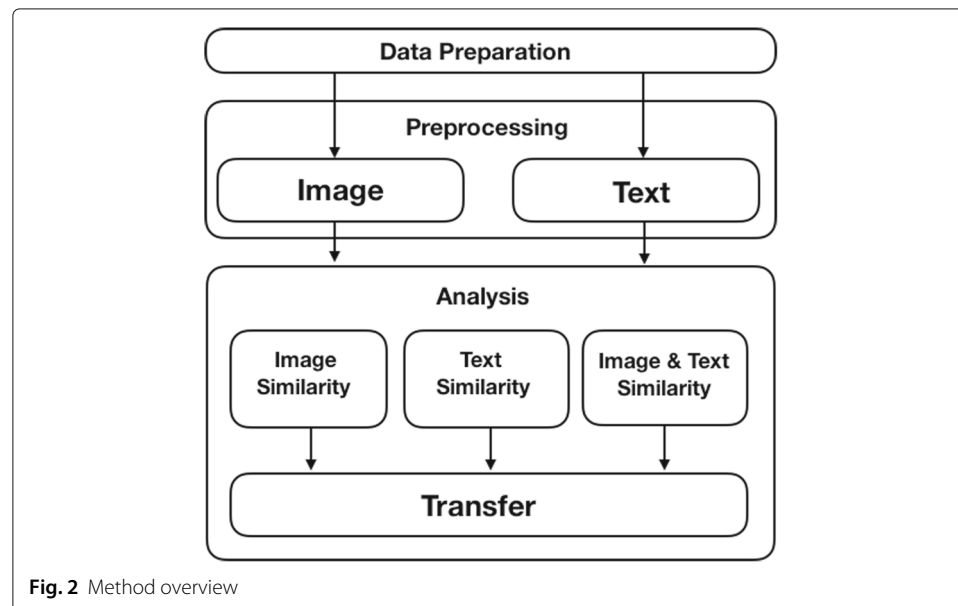 Data Preparation
Preprocessing
Image
Text
Analysis
Image
Similarity
Text
Similarity
Image & Text
Similarity
Transfer
Fig. 2 Method overview